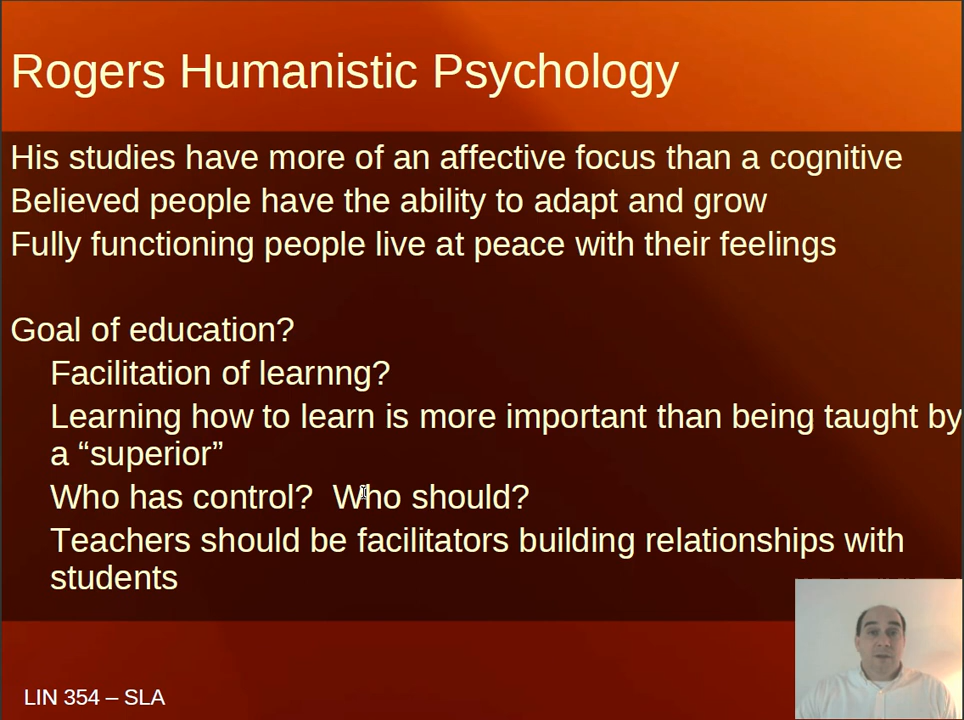 Rogers Humanistic Psychology
His studies have more of an affective focus than a cognitive
Believed people have the ability to adapt and grow
Fully functioning people live at peace with their feelings
Goal of education?
Facilitation of learnng?
Learning how to learn is more important than being taught by
a “superior”
Who has control?  Who should?
Teachers should be facilitators building relationships with
students
LIN 354 – SLA